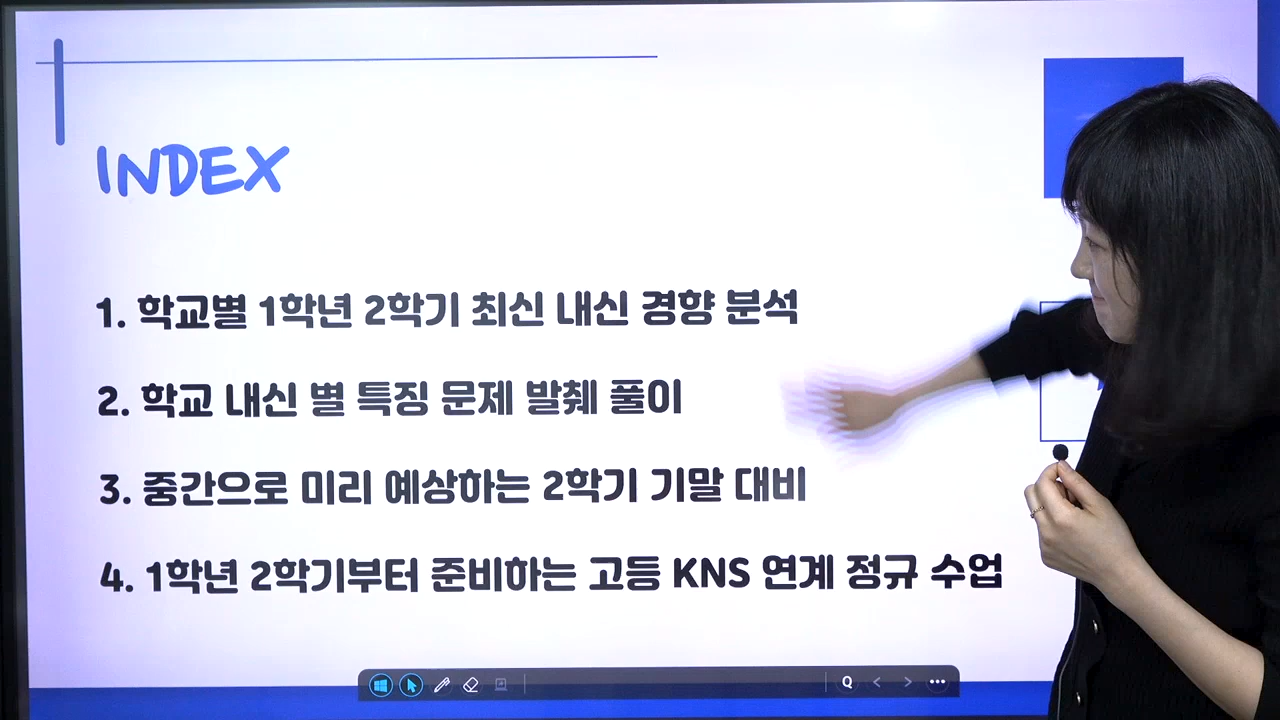 INDEX
1. 학교별 1학년 2학기 최신 내신 경향 분석
2. 학교 내신 별 특징 문제 발췌 풀이
3. 중간으로 미리 예상하는 2학기 기말 대비
4. 1학년 2학기부터 준비하는 고등 KNS 연계 정규 수업